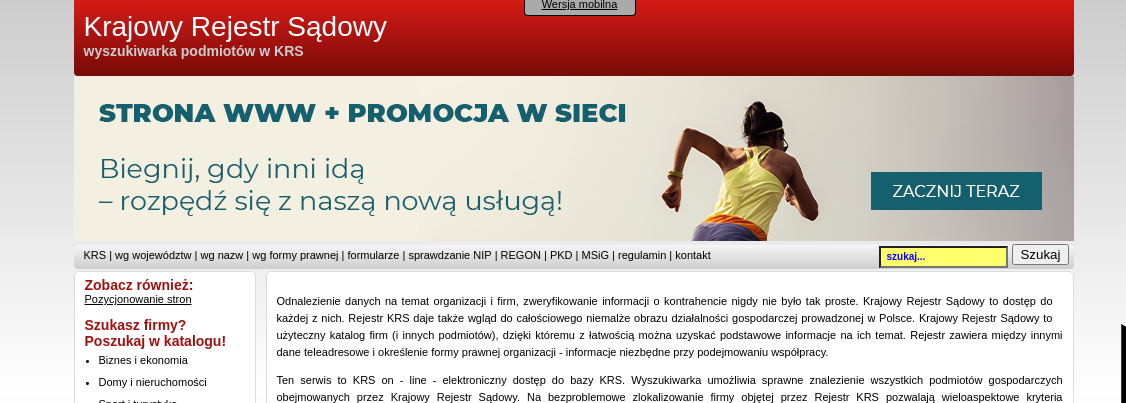 Wersja mobilna
Krajowy Rejestr Sądowy
wyszukiwarka podmiotów w KRS
STRONA WWW + PROMOCJA W SIECI
Biegnij, gdy inni idą
– rozpędź się z naszą nową usługą!
ZACZNIJ TERAZ
KRS | wg województw | wg nazw | wg formy prawnej | formularze | sprawdzanie NIP | REGON | PKD | MSiG | regulamin | kontakt
szukaj...
Szukaj
Zobacz również:
Pozycjonowanie stron
Szukasz firmy?
Poszukaj w katalogu!
Biznes i ekonomia
Domy i nieruchomości
Sport i turystyka
Odnalezienie danych na temat organizacji i firm, zweryfikowanie informacji o kontrahencie nigdy nie było tak proste. Krajowy Rejestr Sądowy to dostęp do
każdej z nich. Rejestr KRS daje także wgląd do całościowego niemalże obrazu działalności gospodarczej prowadzonej w Polsce. Krajowy Rejestr Sądowy to
użyteczny katalog firm (i innych podmiotów), dzięki któremu z łatwością można uzyskać podstawowe informacje na ich temat. Rejestr zawiera między innymi
dane teleadresowe i określenie formy prawnej organizacji - informacje niezbędne przy podejmowaniu współpracy.
Ten serwis to KRS on - line - elektroniczny dostęp do bazy KRS. Wyszukiwarka umożliwia sprawne znalezienie wszystkich podmiotów gospodarczych
obejmowanych przez Krajowy Rejestr Sądowy. Na bezproblemowe zlokalizowanie firmy objętej przez Rejestr KRS pozwalają wieloaspektowe kryteria